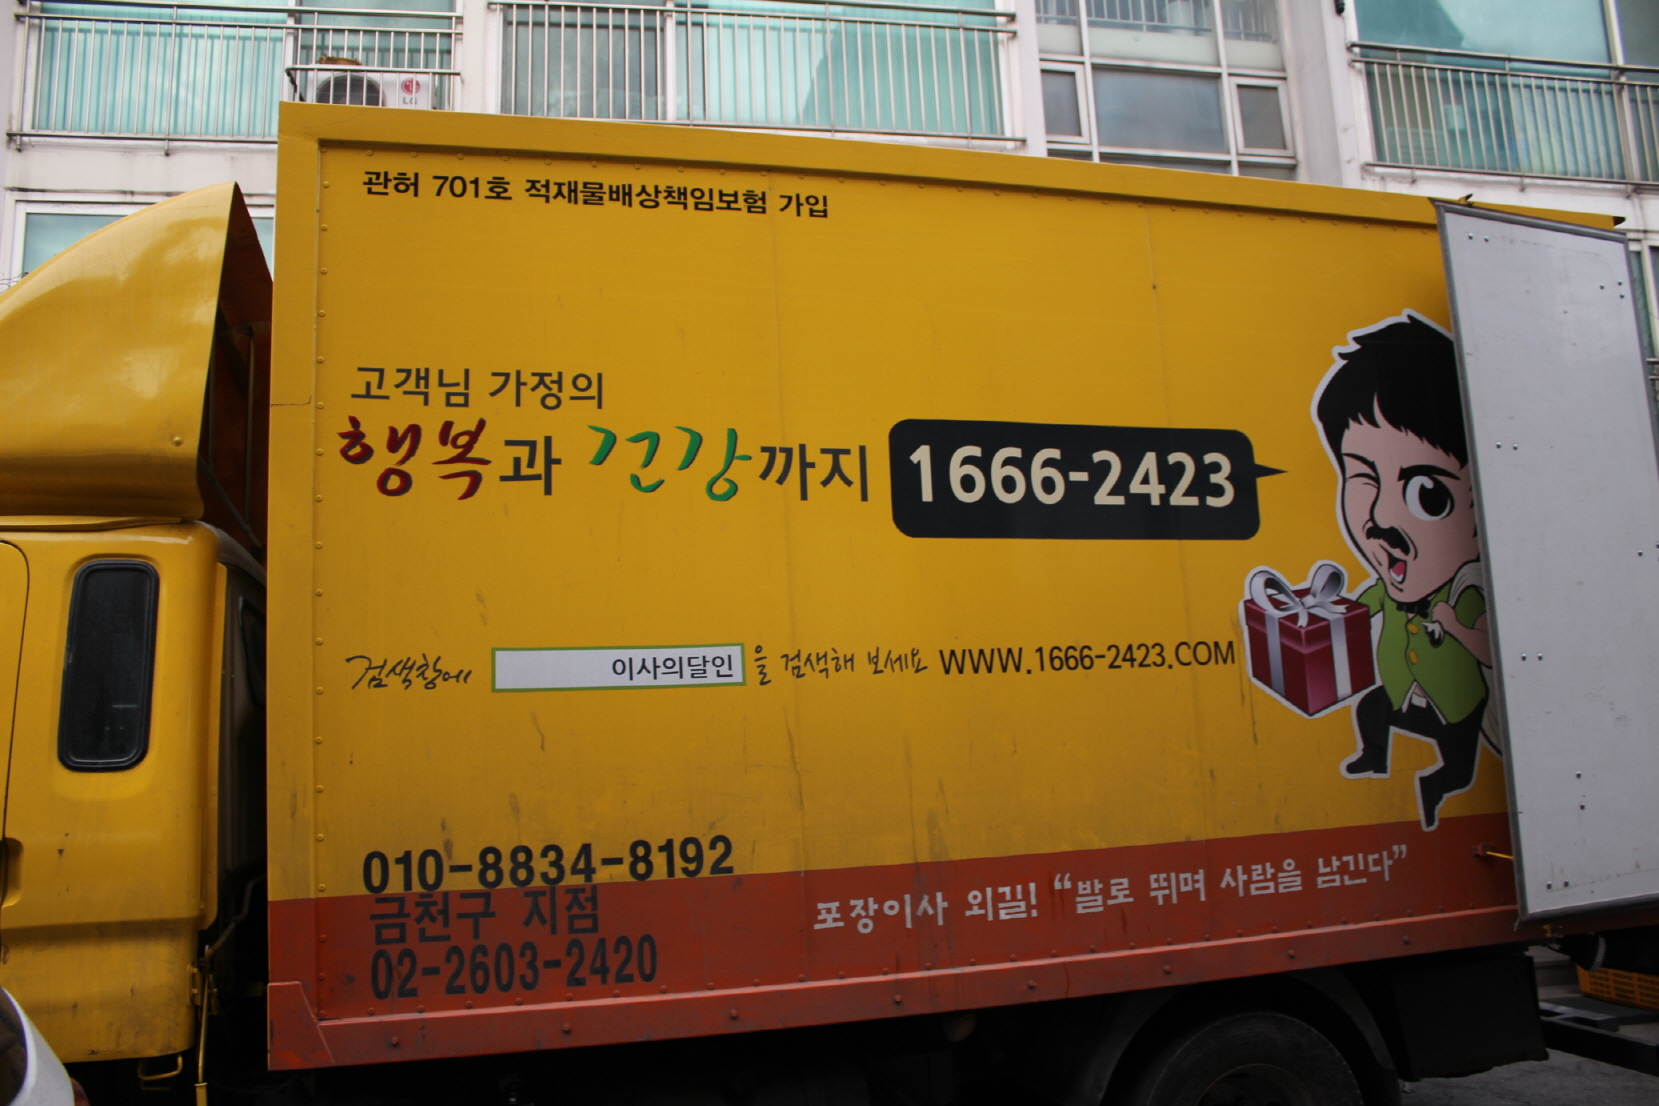 LG
관허 701호 적재물배상책임보험 가입
고객님 가정의
행복과 건강까지 1666-2423
검색창에 이사의달인 을 검색해 보세요 WWW.1666-2423.COM
010-8834-8192
금천구 지점
02-2603-2420
포장이사 외길! “발로 뛰며 사람을 남긴다”